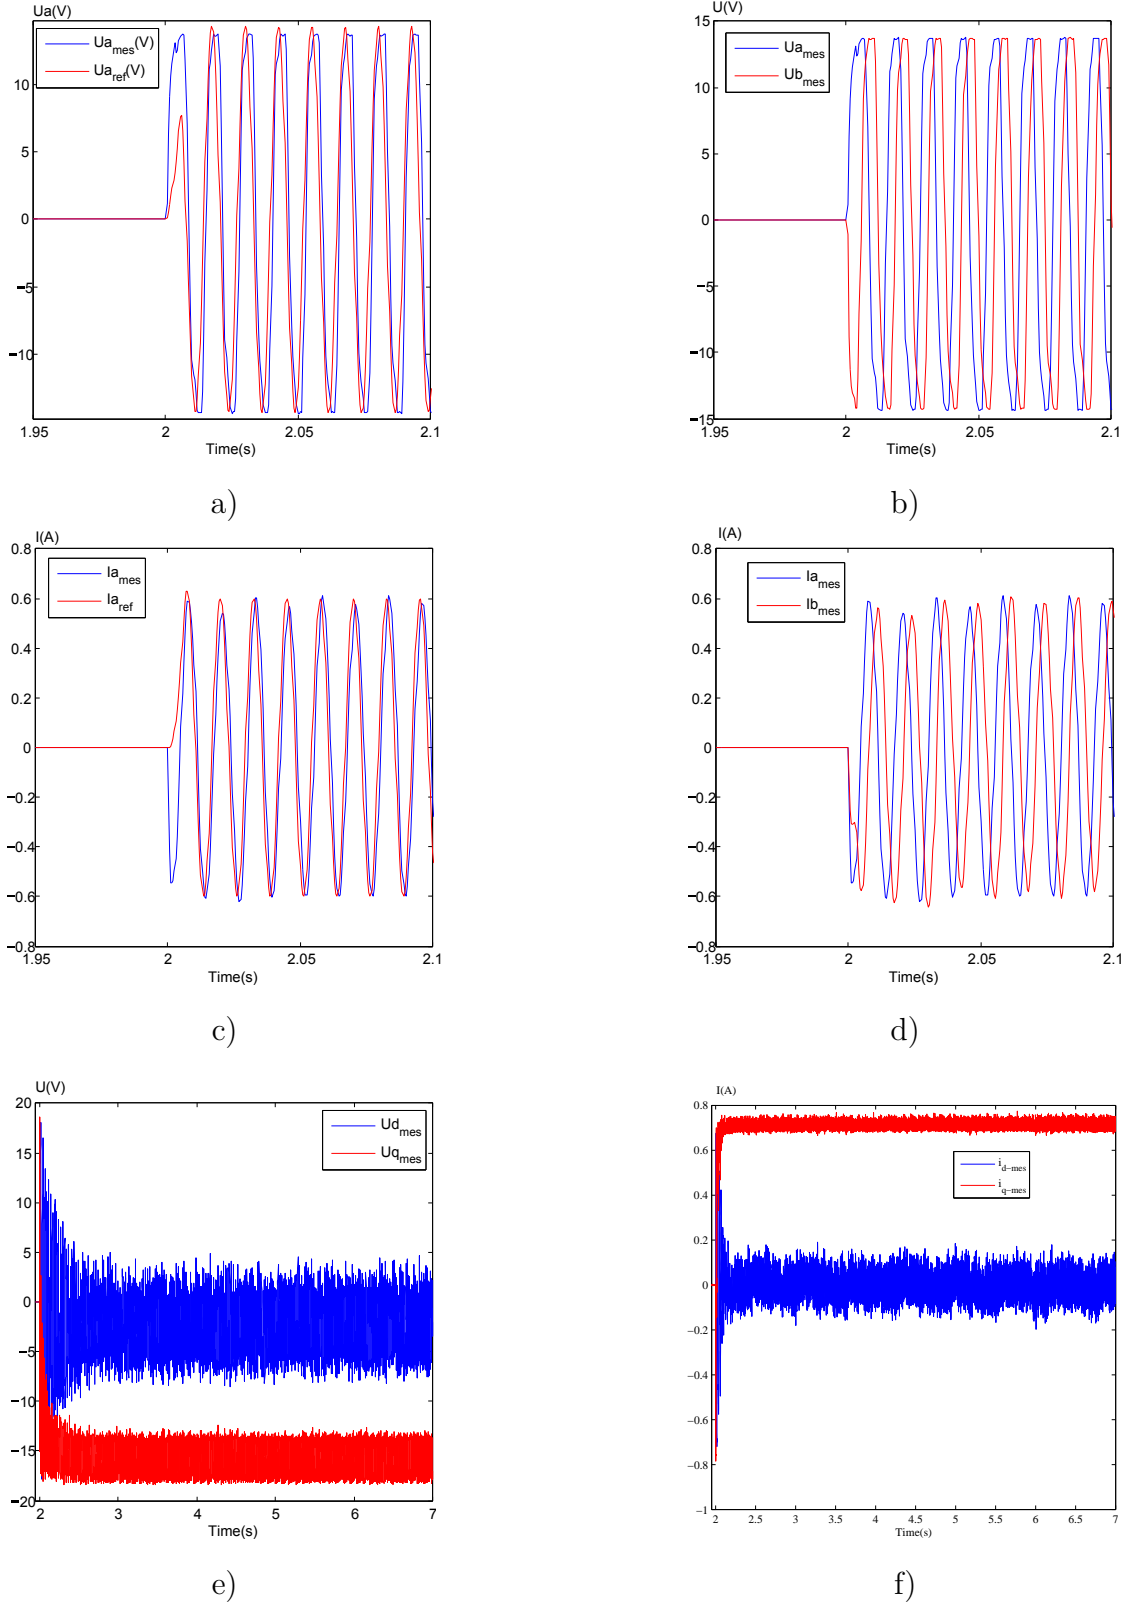 Ua(V)
Ua_mes(V)
Ua_ref(V)
10
5
0
−5
−10
1.95 2 2.05 2.1
Time(s)
a)
U(V)
Ua_mes
Ub_mes
15
10
5
0
−5
−10
−15
1.95 2 2.05 2.1
Time(s)
b)
I(A)
Ia_mes
Ia_ref
0.8
0.6
0.4
0.2
0
−0.2
−0.4
−0.6
−0.8
1.95 2 2.05 2.1
Time(s)
c)
I(A)
Ia_mes
Ib_mes
0.8
0.6
0.4
0.2
0
−0.2
−0.4
−0.6
−0.8
1.95 2 2.05 2.1
Time(s)
d)
U(V)
Ud_mes
Uq_mes
20
15
10
5
0
−5
−10
−15
−20
2 3 4 5 6 7
Time(s)
e)
I(A)
i_d−mes
i_q−mes
0.8
0.6
0.4
0.2
0
−0.2
−0.4
−0.6
−0.8
−1
2 2.5 3 3.5 4 4.5 5 5.5 6 6.5 7
Time(s)
f)